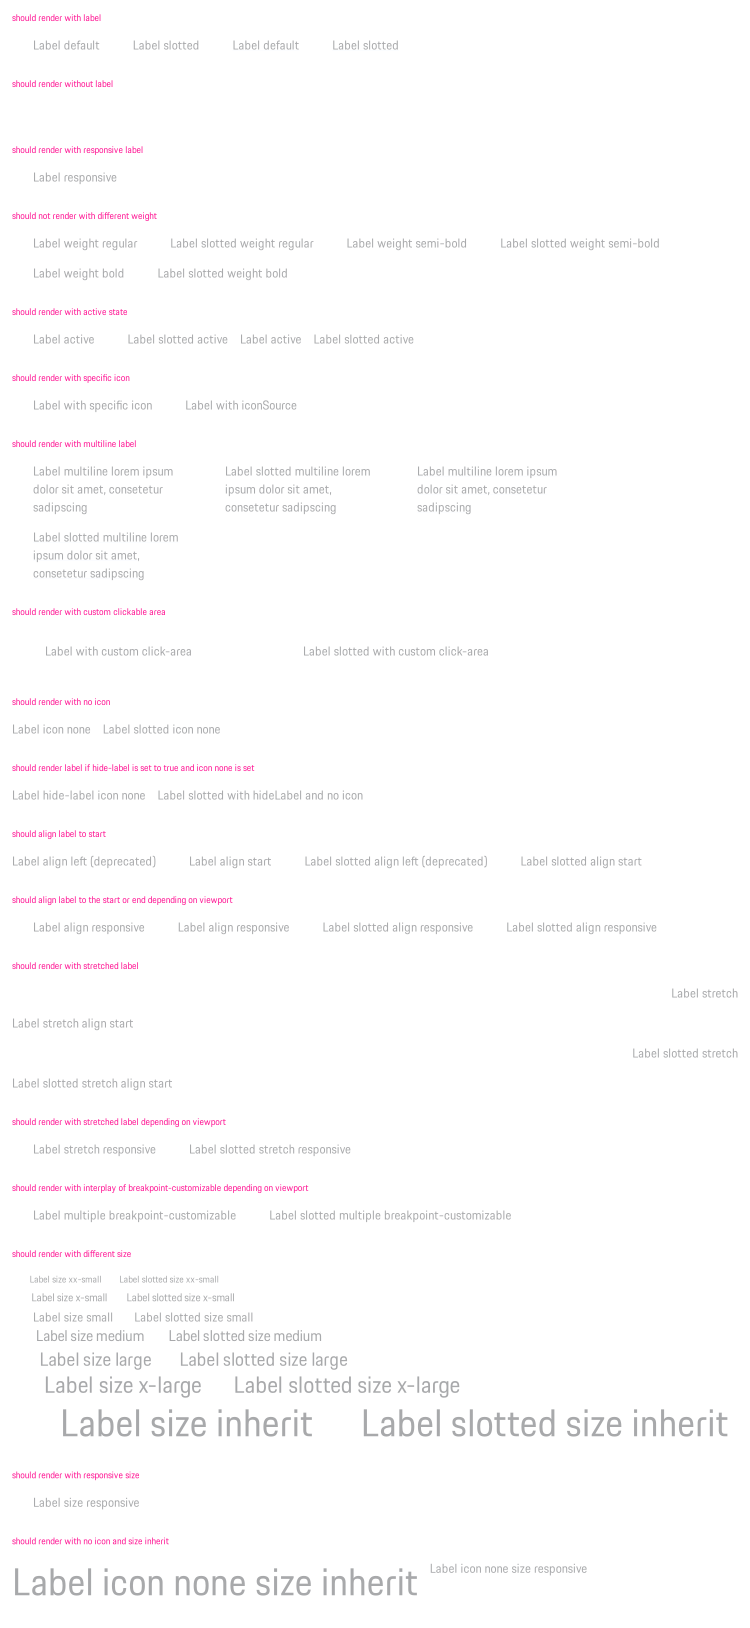 should render with label
Label default Label slotted Label default Label slotted
should render without label
should render with responsive label
Label responsive
should not render with different weight
Label weight regular Label slotted weight regular Label weight semi-bold Label slotted weight semi-bold
Label weight bold Label slotted weight bold
should render with active state
Label active Label slotted active Label active Label slotted active
should render with specific icon
Label with specific icon Label with iconSource
should render with multiline label
Label multiline lorem ipsum
dolor sit amet, consetetur
sadipscing
Label slotted multiline lorem
ipsum dolor sit amet,
consetetur sadipscing
Label multiline lorem ipsum
dolor sit amet, consetetur
sadipscing
Label slotted multiline lorem
ipsum dolor sit amet,
consetetur sadipscing
should render with custom clickable area
Label with custom click-area Label slotted with custom click-area
should render with no icon
Label icon none Label slotted icon none
should render label if hide-label is set to true and icon none is set
Label hide-label icon none Label slotted with hideLabel and no icon
should align label to start
Label align left (deprecated) Label align start Label slotted align left (deprecated) Label slotted align start
should align label to the start or end depending on viewport
Label align responsive Label align responsive Label slotted align responsive Label slotted align responsive
should render with stretched label
Label stretch
Label stretch align start
Label slotted stretch
Label slotted stretch align start
should render with stretched label depending on viewport
Label stretch responsive Label slotted stretch responsive
should render with interplay of breakpoint-customizable depending on viewport
Label multiple breakpoint-customizable Label slotted multiple breakpoint-customizable
should render with different size
Label size xx-small Label slotted size xx-small
Label size x-small Label slotted size x-small
Label size small Label slotted size small
Label size medium Label slotted size medium
Label size large Label slotted size large
Label size x-large Label slotted size x-large
Label size inherit Label slotted size inherit
should render with responsive size
Label size responsive
should render with no icon and size inherit
Label icon none size inherit Label icon none size responsive